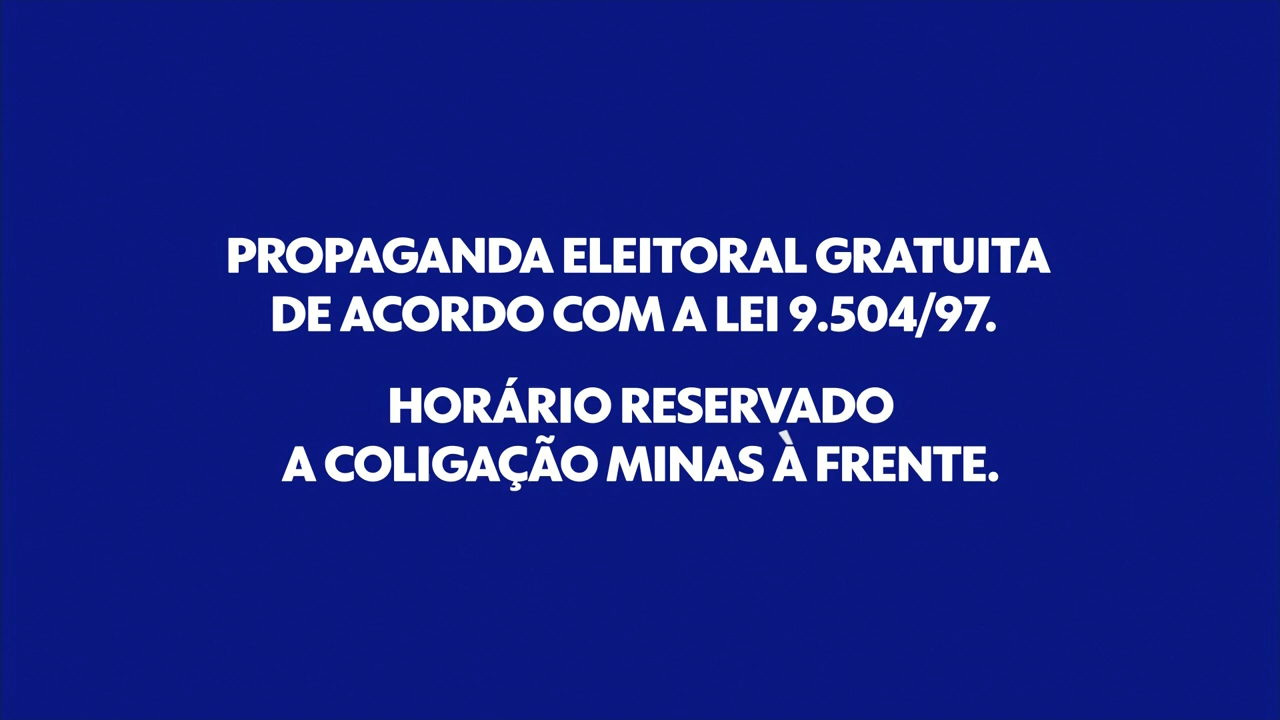 PROPAGANDA ELEITORAL GRATUITA
DE ACORDO COM A LEI 9.504/97.
HORÁRIO RESERVADO
A COLIGAÇÃO MINAS À FRENTE.